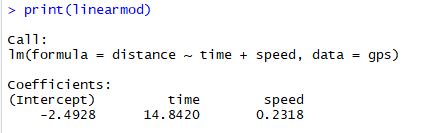 > print(linearmod)
Call:
lm(formula = distance ~ time + speed, data = gps)
Coefficients:
(Intercept)         time        speed
    -2.4928      14.8420       0.2318